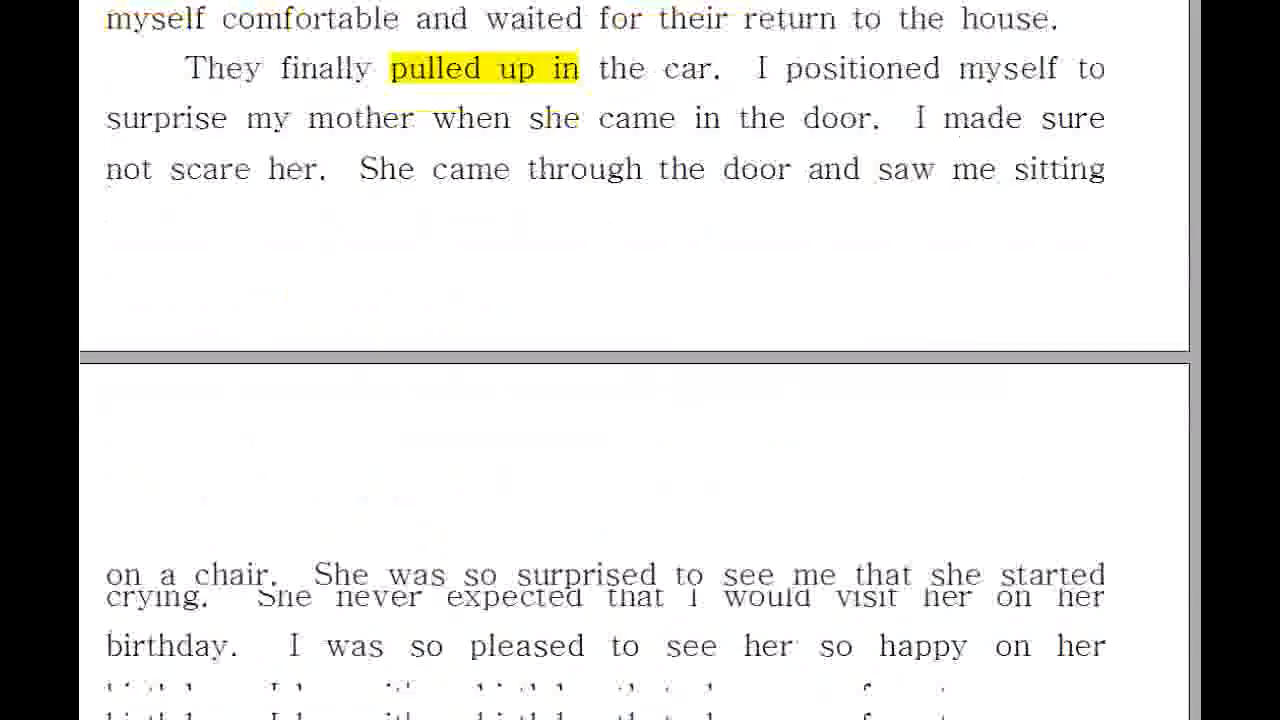 myself comfortable and waited for their return to the house.
They finally pulled up in the car. I positioned myself to
surprise my mother when she came in the door. I made sure
not scare her. She came through the door and saw me sitting
on a chair. She was so surprised to see me that she started
crying. She never expected that I would visit her on her
birthday. I was so pleased to see her so happy on her